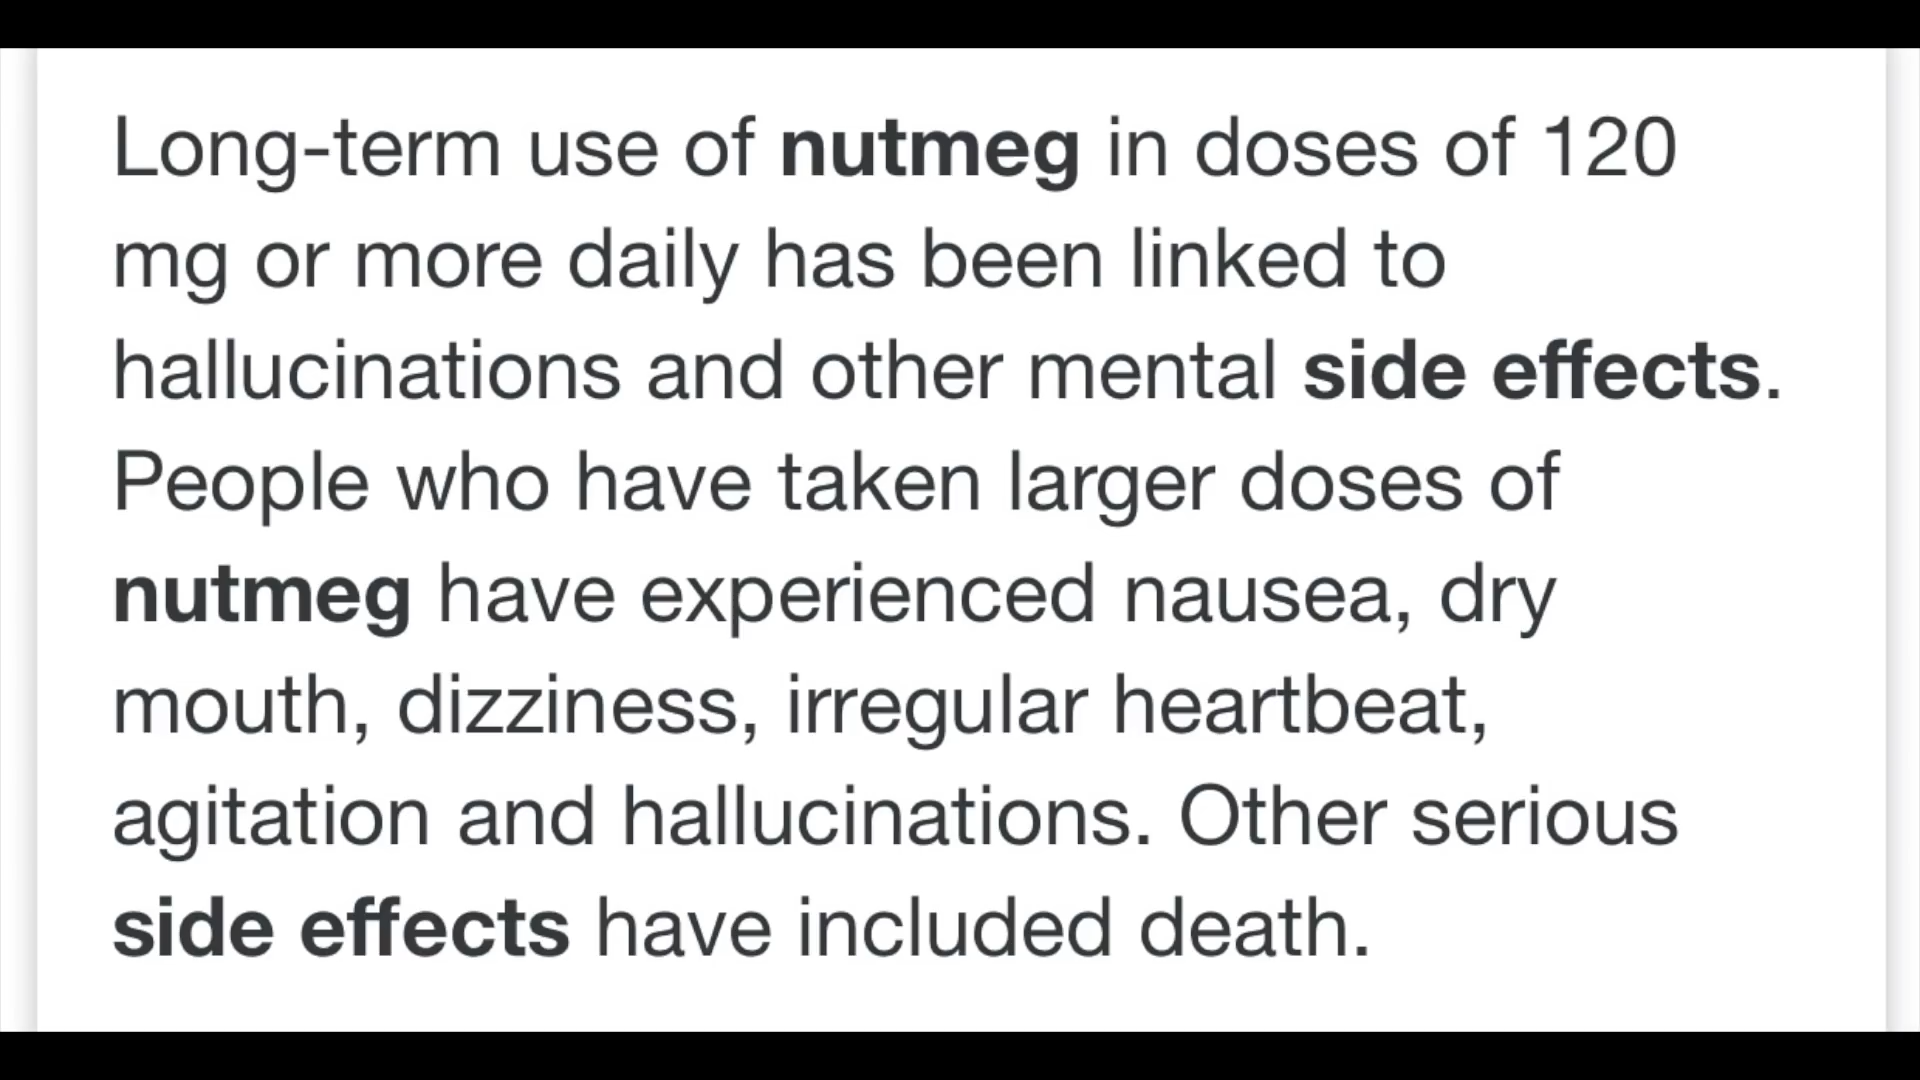 Long-term use of nutmeg in doses of 120
mg or more daily has been linked to
hallucinations and other mental side effects.
People who have taken larger doses of
nutmeg have experienced nausea, dry
mouth, dizziness, irregular heartbeat,
agitation and hallucinations. Other serious
side effects have included death.